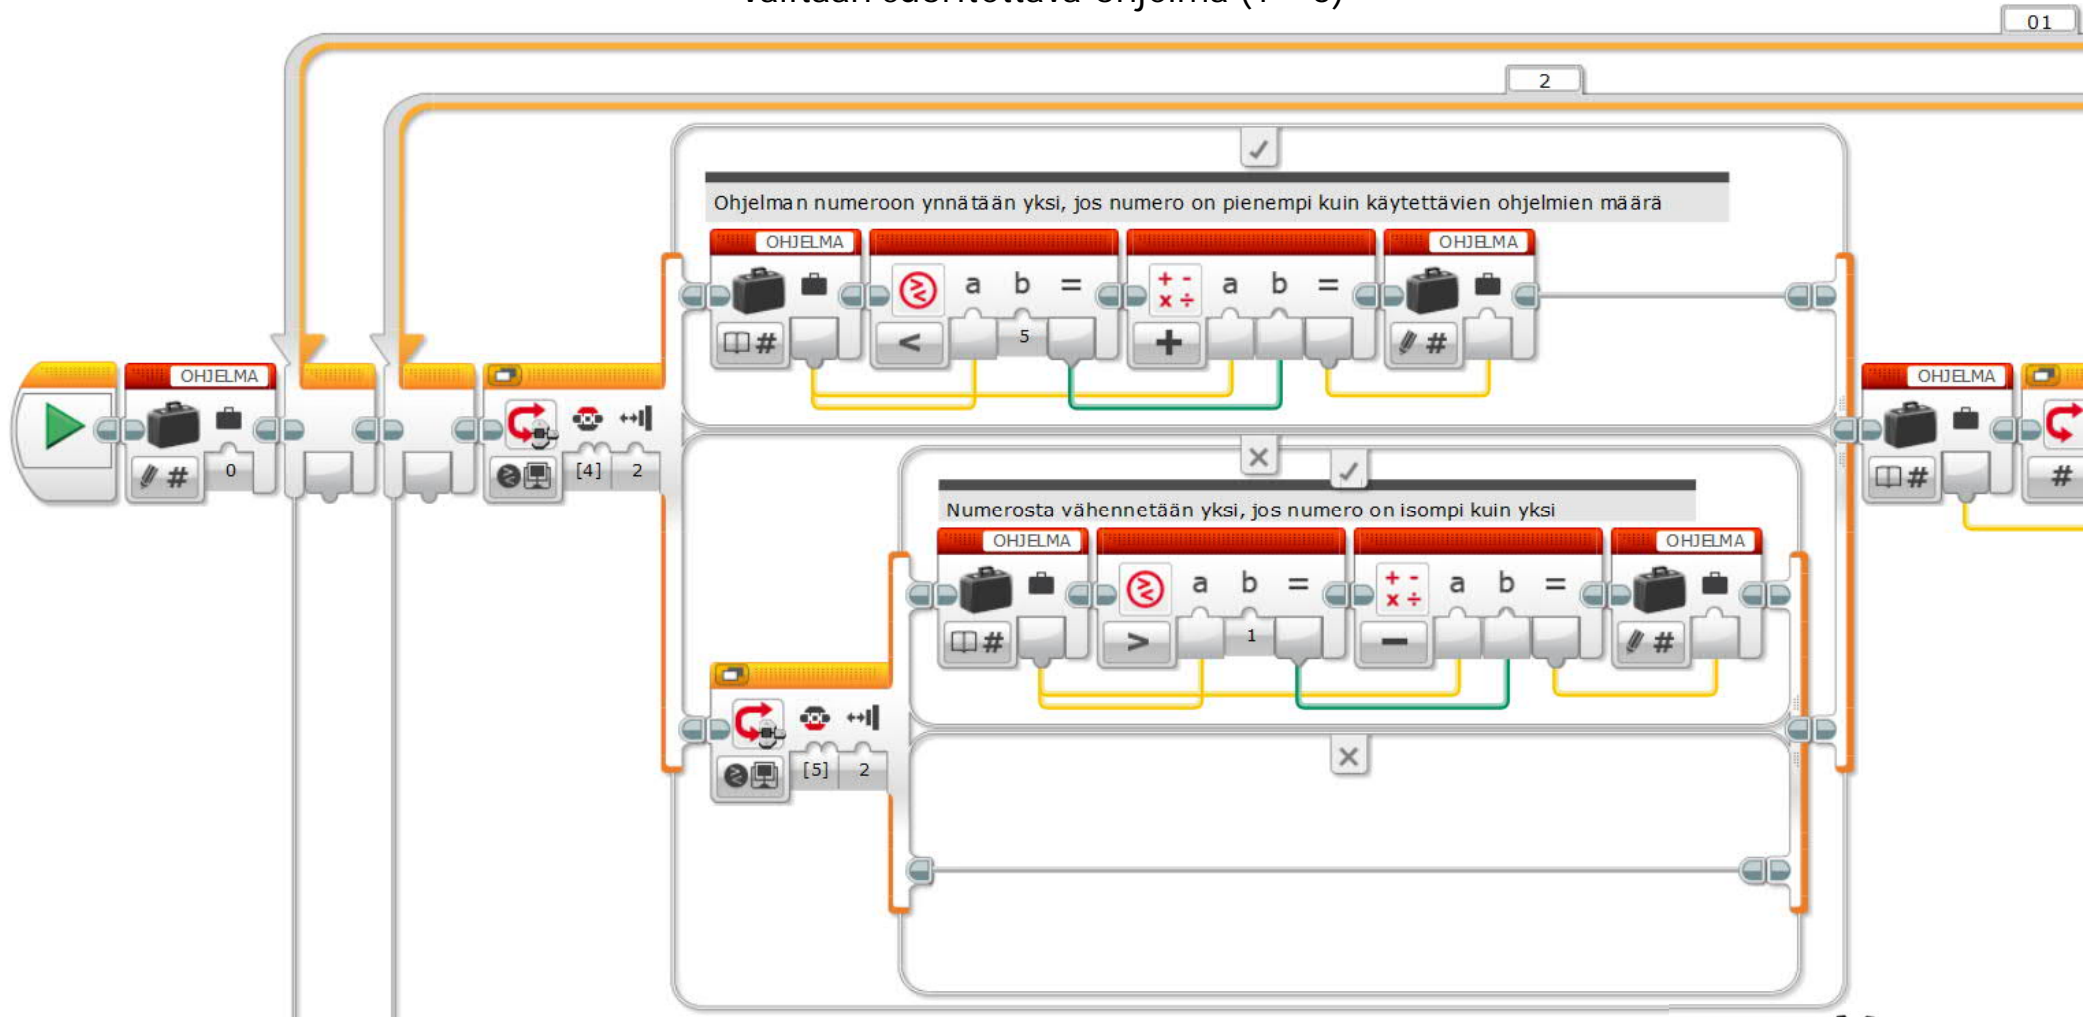 01
2
Ohjelman numeroon ynnätään yksi, jos numero on pienempi kuin käytettävien ohjelmien määrä
OHJELMA OHJELMA
a b = a b =
# < 5 + #
OHJELMA OHJELMA
# 0 [4] 2 # #
Numerosta vähennetään yksi, jos numero on isompi kuin yksi
OHJELMA OHJELMA
a b = a b =
# > 1 − #
[5] 2